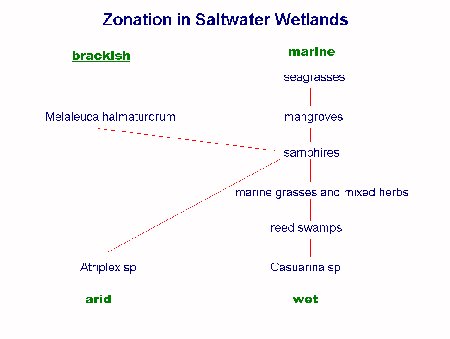 Zonation in Saltwater Wetlands
brackish
marine
seagrasses
Melaleuca halmaturorum
mangroves
samphires
marine grasses and mixed herbs
reed swamps
Atriplex sp
Casuarina sp
arid
wet